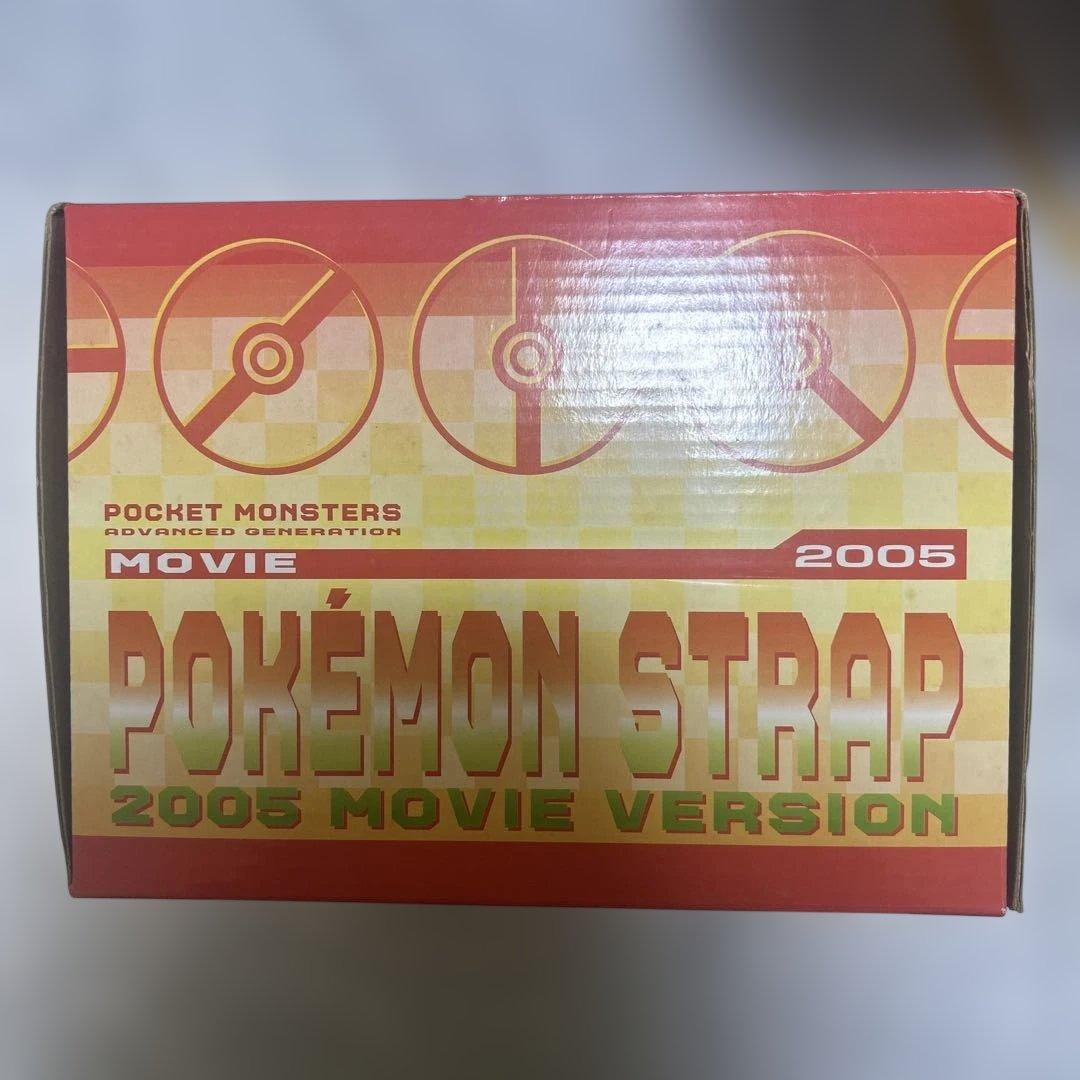 POCKET MONSTERS
ADVANCED GENERATION
MOVIE 2005
POKÉMON STRAP
2005 MOVIE VERSION